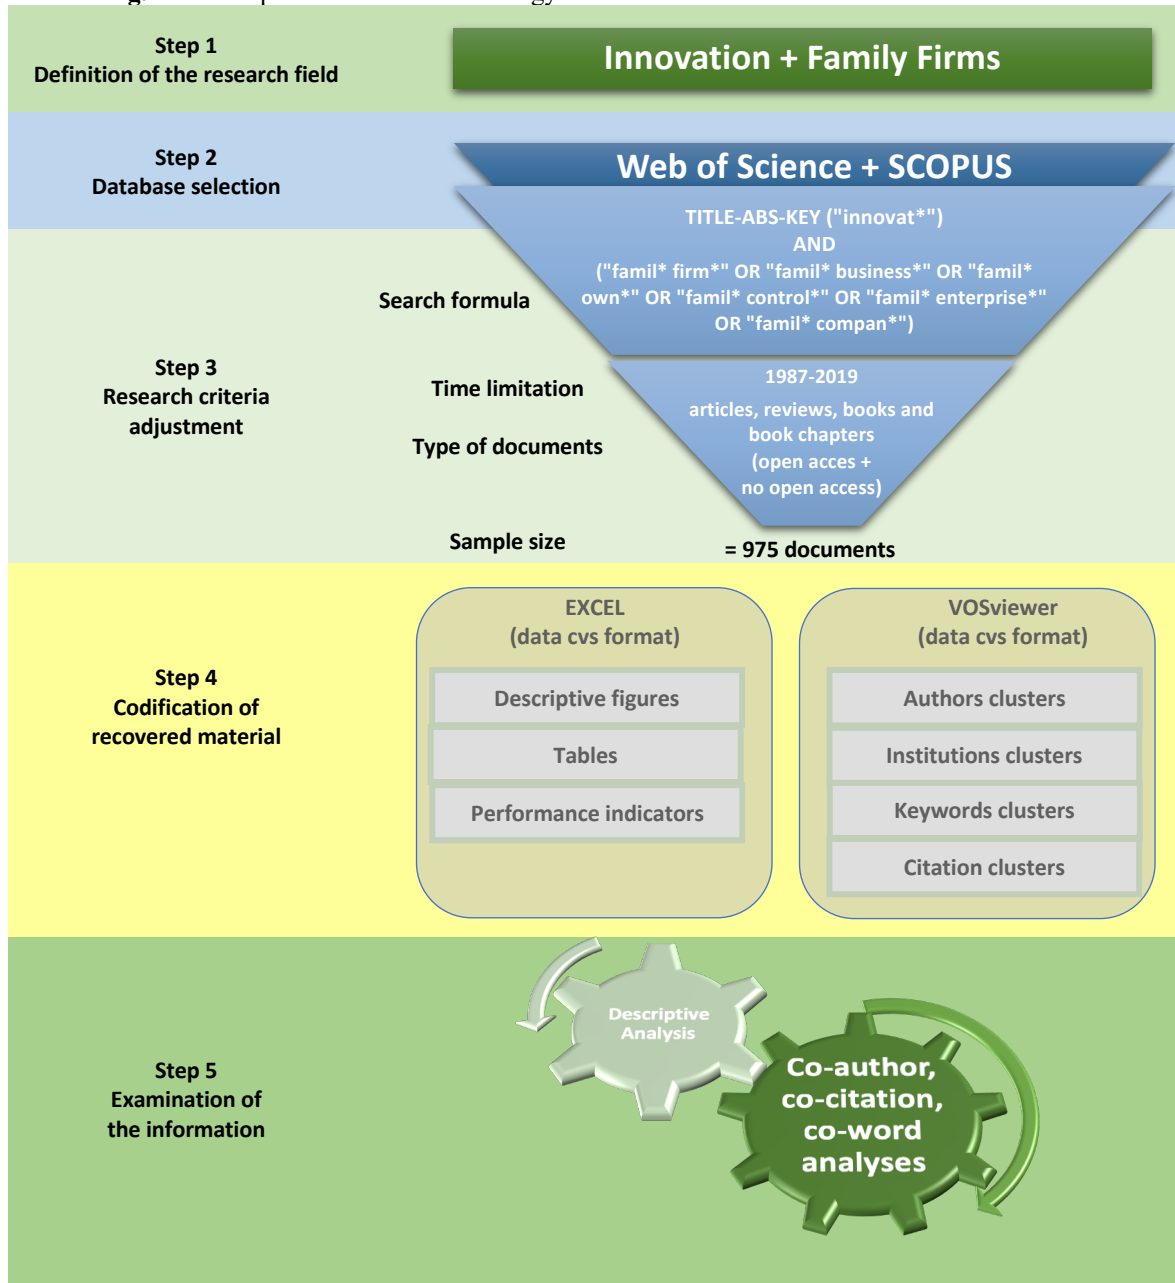 Step 1
Definition of the research field
Innovation + Family Firms
Step 2
Database selection
Web of Science + SCOPUS
TITLE-ABS-KEY ("innovat*")
AND
("famil* firm*" OR "famil* business*" OR "famil*
own*" OR "famil* control*" OR "famil* enterprise*"
OR "famil* compan*")
Search formula
Step 3
Research criteria
adjustment
Time limitation
1987-2019
Type of documents
articles, reviews, books and
book chapters
(open acces +
no open access)
Sample size
= 975 documents
Step 4
Codification of
recovered material
EXCEL
(data cvs format)
Descriptive figures
Tables
Performance indicators
VOSviewer
(data cvs format)
Authors clusters
Institutions clusters
Keywords clusters
Citation clusters
Step 5
Examination of
the information
Descriptive
Analysis
Co-author,
co-citation,
co-word
analyses